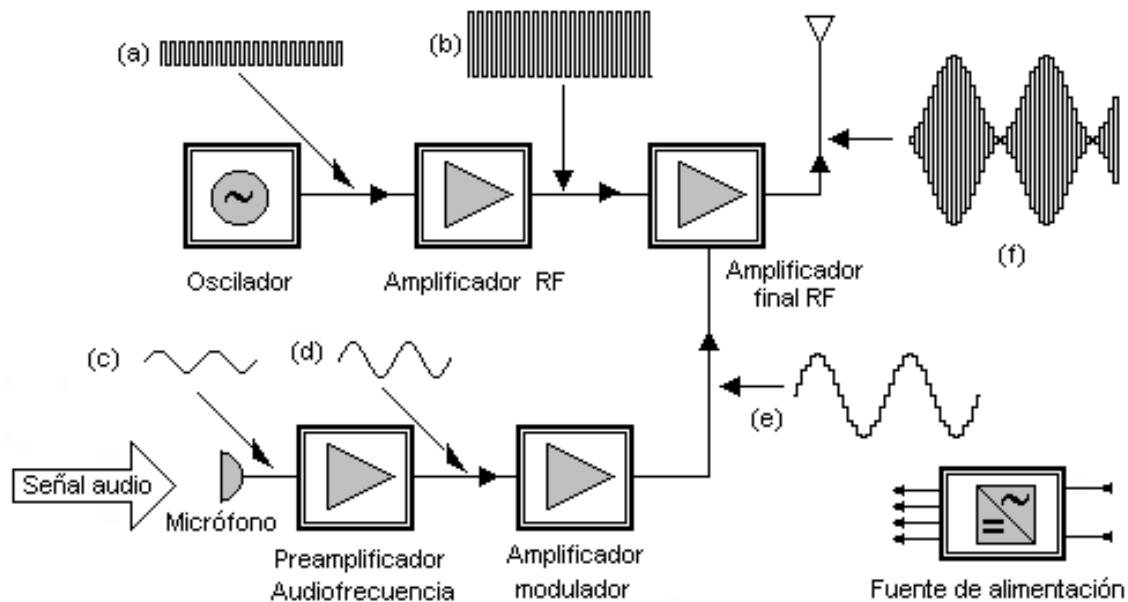 (a)
(b)
Oscilador
Amplificador RF
Amplificador
final RF
(f)
(c)
(d)
(e)
Señal audio
Micrófono
Preamplificador
Audiofrecuencia
Amplificador
modulador
Fuente de alimentación